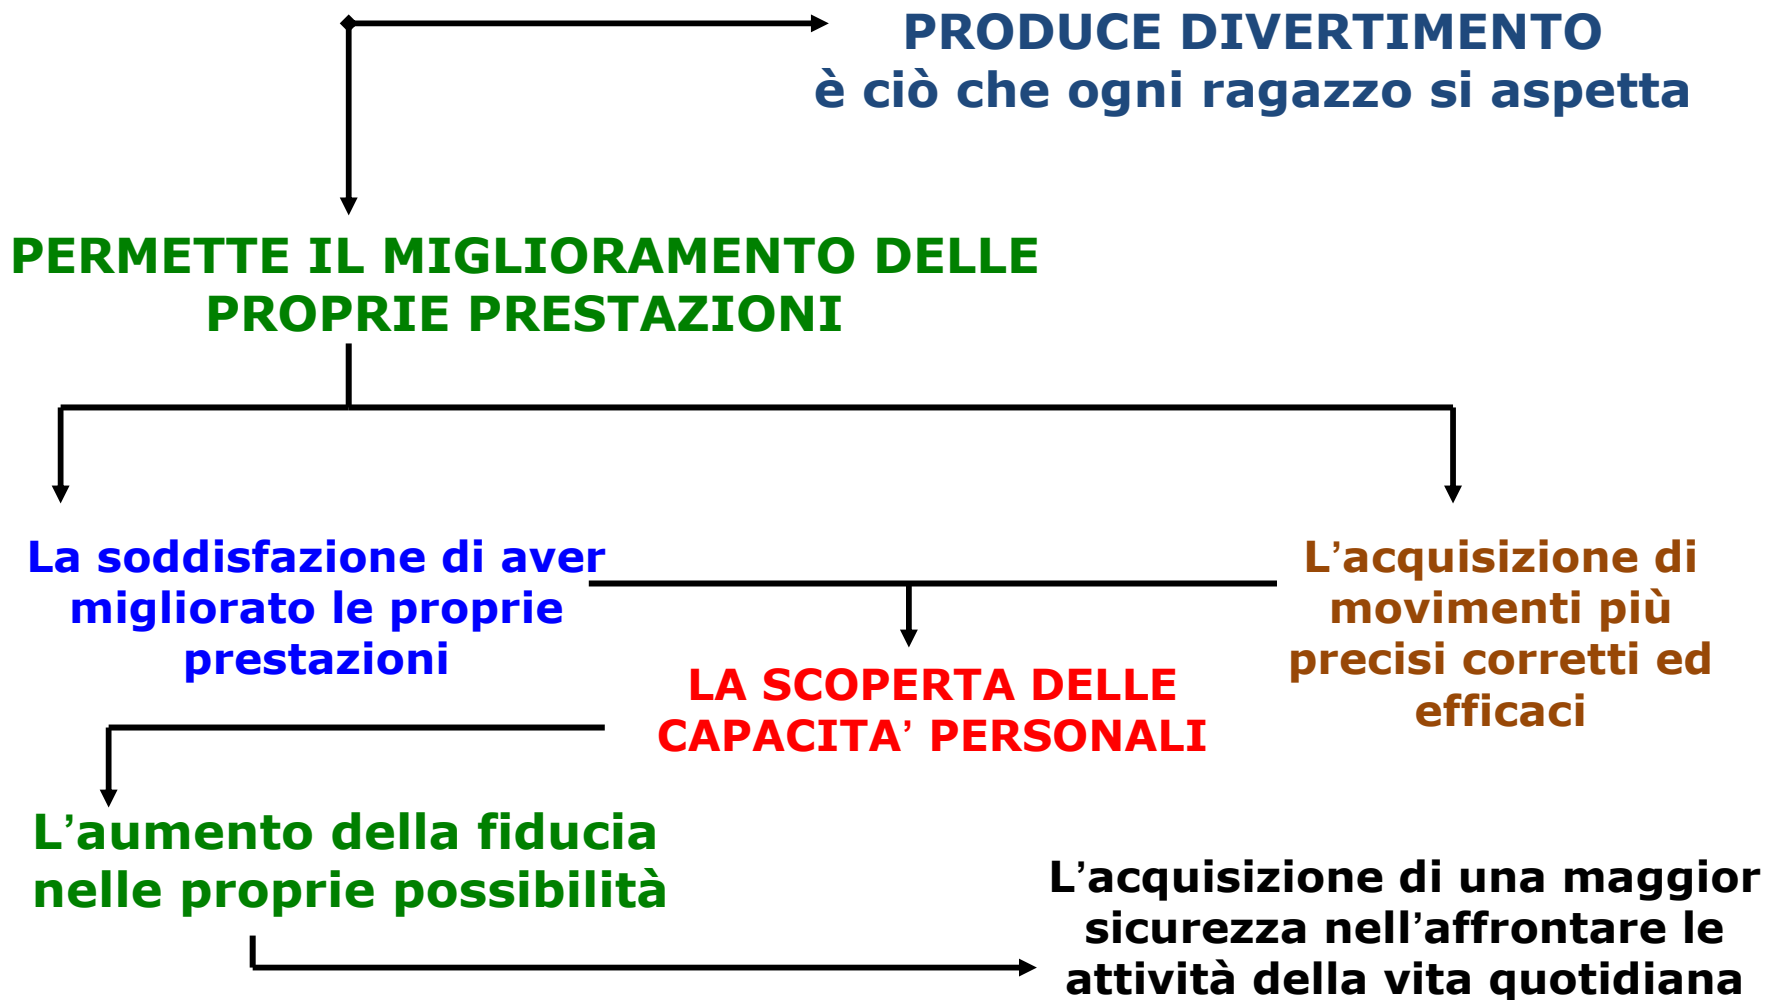 PRODUCE DIVERTIMENTO
è ciò che ogni ragazzo si aspetta
PERMETTE IL MIGLIORAMENTO DELLE
PROPRIE PRESTAZIONI
La soddisfazione di aver
migliorato le proprie
prestazioni
L’acquisizione di
movimenti più
precisi corretti ed
efficaci
LA SCOPERTA DELLE
CAPACITA’ PERSONALI
L’aumento della fiducia
nelle proprie possibilità
L’acquisizione di una maggior
sicurezza nell’affrontare le
attività della vita quotidiana